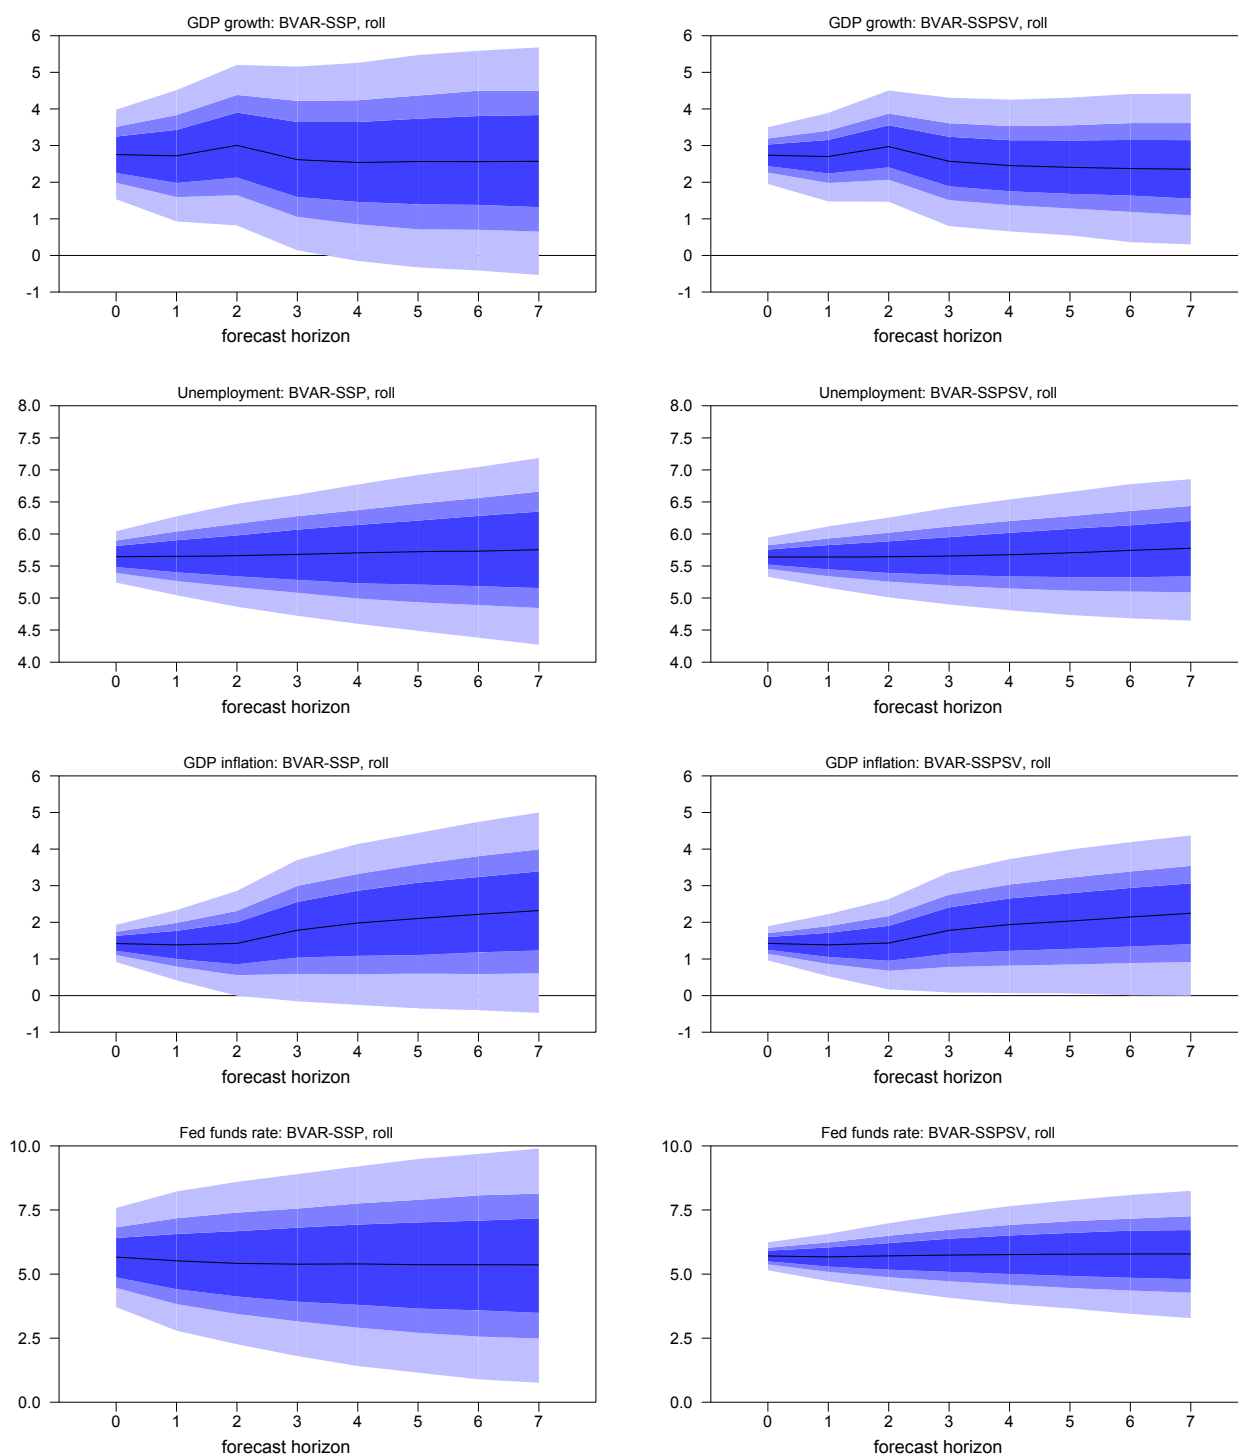 GDP growth: BVAR-SSP, roll
6
5
4
3
2
1
0
-1
0 1 2 3 4 5 6 7
forecast horizon
GDP growth: BVAR-SSPSV, roll
6
5
4
3
2
1
0
-1
0 1 2 3 4 5 6 7
forecast horizon
Unemployment: BVAR-SSP, roll
8.0
7.5
7.0
6.5
6.0
5.5
5.0
4.5
4.0
0 1 2 3 4 5 6 7
forecast horizon
Unemployment: BVAR-SSPSV, roll
8.0
7.5
7.0
6.5
6.0
5.5
5.0
4.5
4.0
0 1 2 3 4 5 6 7
forecast horizon
GDP inflation: BVAR-SSP, roll
6
5
4
3
2
1
0
-1
0 1 2 3 4 5 6 7
forecast horizon
GDP inflation: BVAR-SSPSV, roll
6
5
4
3
2
1
0
-1
0 1 2 3 4 5 6 7
forecast horizon
Fed funds rate: BVAR-SSP, roll
10.0
7.5
5.0
2.5
0.0
0 1 2 3 4 5 6 7
forecast horizon
Fed funds rate: BVAR-SSPSV, roll
10.0
7.5
5.0
2.5
0.0
0 1 2 3 4 5 6 7
forecast horizon